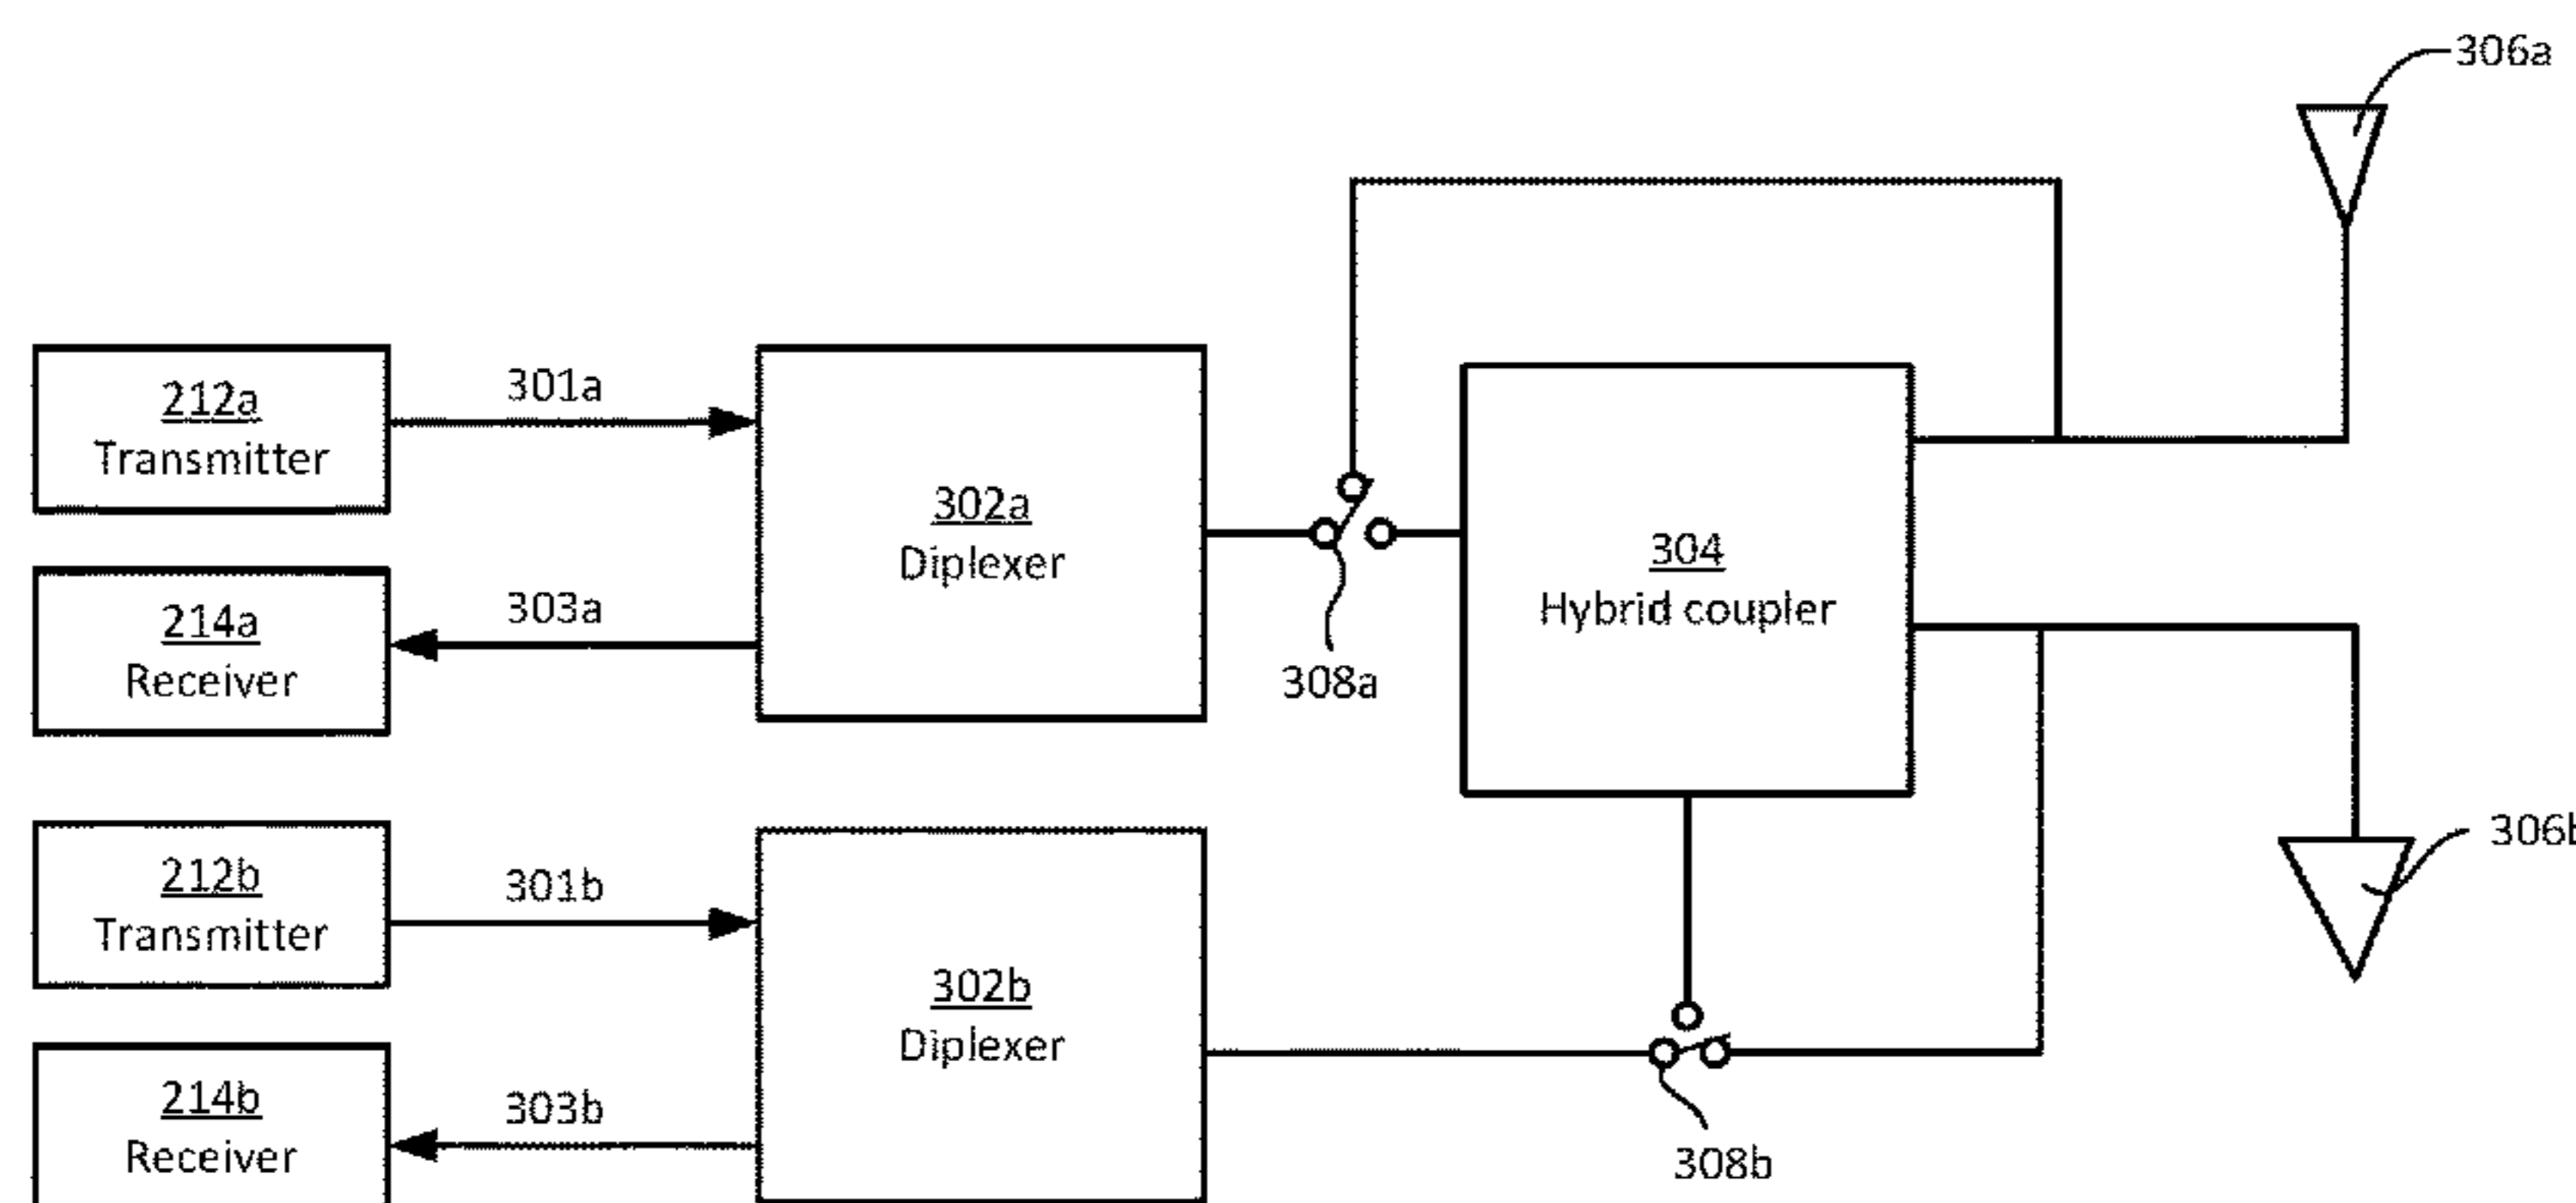 306a
212a
Transmitter
301a
302a
Diplexer
304
Hybrid coupler
308a
214a
Receiver
303a
212b
Transmitter
301b
302b
Diplexer
306b
214b
Receiver
303b
308b